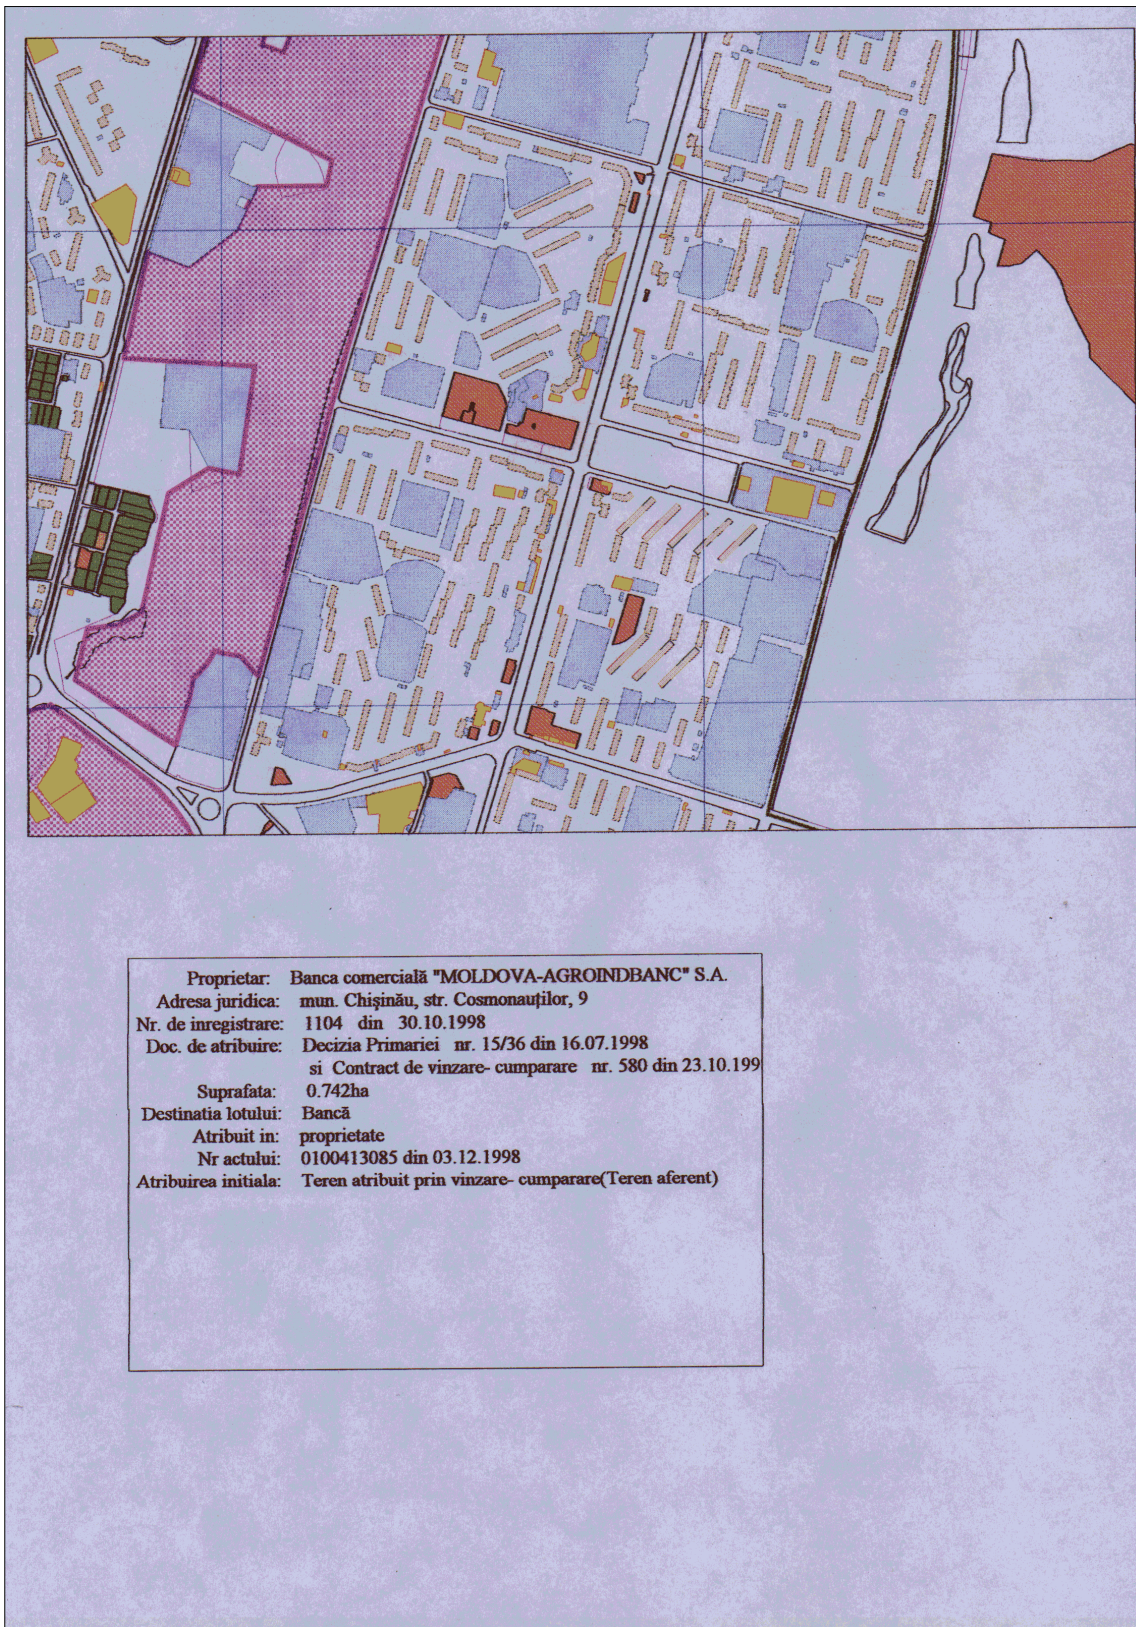 Proprietar: Banca comercială "MOLDOVA-AGROINDBANC" S.A.
Adresa juridica: mun. Chişinău, str. Cosmonauţilor, 9
Nr. de inregistrare: 1104 din 30.10.1998
Doc. de atribuire: Decizia Primariei nr. 15/36 din 16.07.1998
si Contract de vinzare- cumparare nr. 580 din 23.10.199
Suprafata: 0.742ha
Destinatia lotului: Bancă
Atribuit in: proprietate
Nr actului: 0100413085 din 03.12.1998
Atribuirea initiala: Teren atribuit prin vinzare- cumparare(Teren aferent)